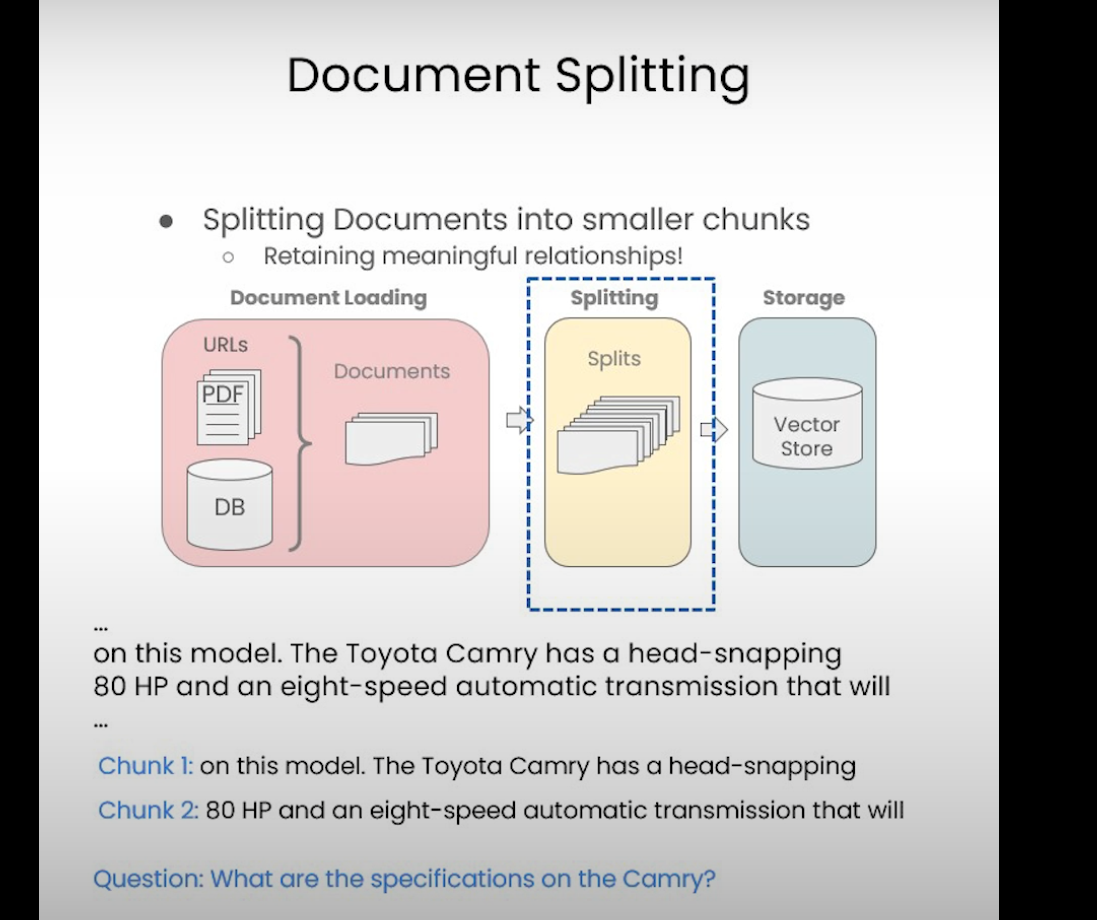 Document Splitting
● Splitting Documents into smaller chunks
○ Retaining meaningful relationships!
Document Loading
Splitting
Storage
URLs
PDF
DB
Documents
Splits
Vector
Store
...
on this model. The Toyota Camry has a head-snapping
80 HP and an eight-speed automatic transmission that will
...
Chunk 1: on this model. The Toyota Camry has a head-snapping
Chunk 2: 80 HP and an eight-speed automatic transmission that will
Question: What are the specifications on the Camry?